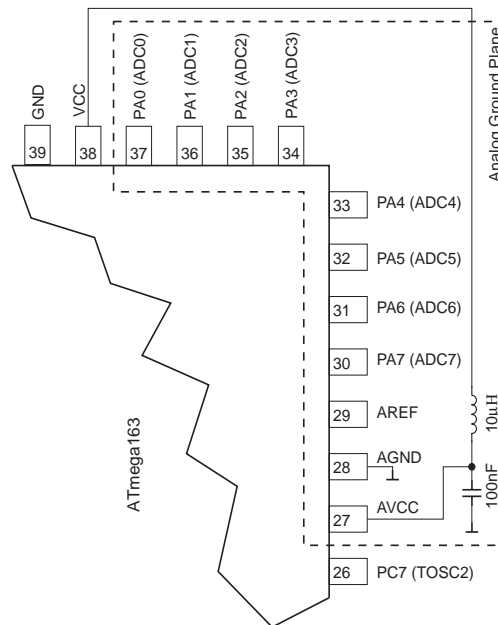 Analog Ground Plane
GND
VCC
PA0 (ADC0)
PA1 (ADC1)
PA2 (ADC2)
PA3 (ADC3)
39
38
37
36
35
34
33
PA4 (ADC4)
32
PA5 (ADC5)
31
PA6 (ADC6)
30
PA7 (ADC7)
29
AREF
10µH
28
AGND
27
AVCC
100nF
26
PC7 (TOSC2)
ATmega163